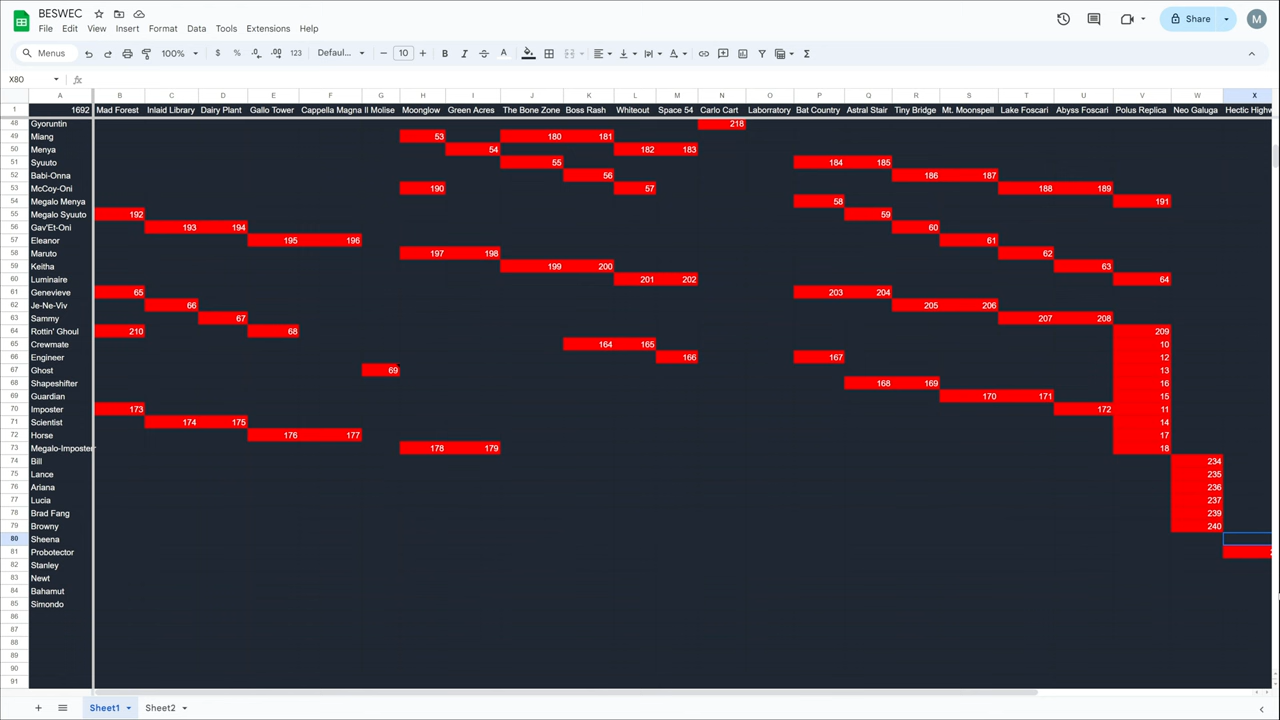 BESWEC
File Edit View Insert Format Data Tools Extensions Help
Share
M
Menus 100% $ % .0 .00 123 Defaul... 10 B I A
X80 fx
A B C D E F G H I J K L M N O P Q R S T U V W X
1 1692 Mad Forest Inlaid Library Dairy Plant Gallo Tower Cappella Magna Il Molise Moonglow Green Acres The Bone Zone Boss Rash Whiteout Space 54 Carlo Cart Laborratory Bat Country Astral Stair Tiny Bridge Mt. Moonspell Lake Foscari Abyss Foscari Polus Replica Neo Galuga Hectic Highw
48 Gyoruntin 218
49 Miang 53 180 181
50 Menya 54 182 183
51 Syuuto 55 184 185
52 Babi-Onna 56 186 187
53 McCoy-Oni 190 57 188 189
54 Megalo Menya 58 191
55 Megalo Syuuto 192 59
56 Gav'Et-Oni 193 194 60
57 Eleanor 195 196 61
58 Maruto 197 198 62
59 Keitha 199 200 63
60 Luminaire 201 202 64
61 Genevieve 65 203 204
62 Je-Ne-Viv 66 205 206
63 Sammy 67 207 208
64 Rottin' Ghoul 210 68 209
65 Crewmate 164 165 10
66 Engineer 166 167 12
67 Ghost 69 13
68 Shapeshifter 168 169 16
69 Guardian 170 171 15
70 Imposter 173 172 11
71 Scientist 174 175 14
72 Horse 176 177 17
73 Megalo-Imposter 178 179 18
74 Bill 234
75 Lance 235
76 Ariana 236
77 Lucia 237
78 Brad Fang 239
79 Browny 240
80 Sheena
81 Probotector
82 Stanley
83 Newt
84 Bahamut
85 Simondo
86
87
88
89
90
91
Sheet1 Sheet2